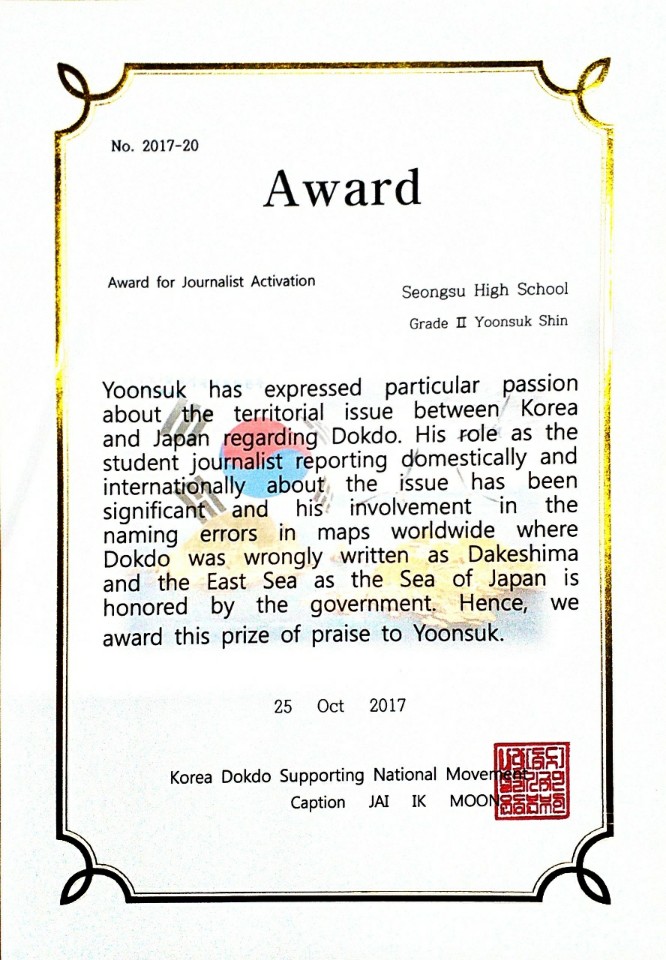 No. 2017-20
Award
Award for Journalist Activation
Seongsu High School
Grade Ⅱ Yoonsuk Shin
Yoonsuk has expressed particular passion
about the territorial issue between Korea
and Japan regarding Dokdo. His role as the
student journalist reporting domestically and
internationally about the issue has been
significant and his involvement in the
naming errors in maps worldwide where
Dokdo was wrongly written as Dakeshima
and the East Sea as the Sea of Japan is
honored by the government. Hence, we
award this prize of praise to Yoonsuk.
25 Oct 2017
Korea Dokdo Supporting National Movement
Caption JAI IK MOON